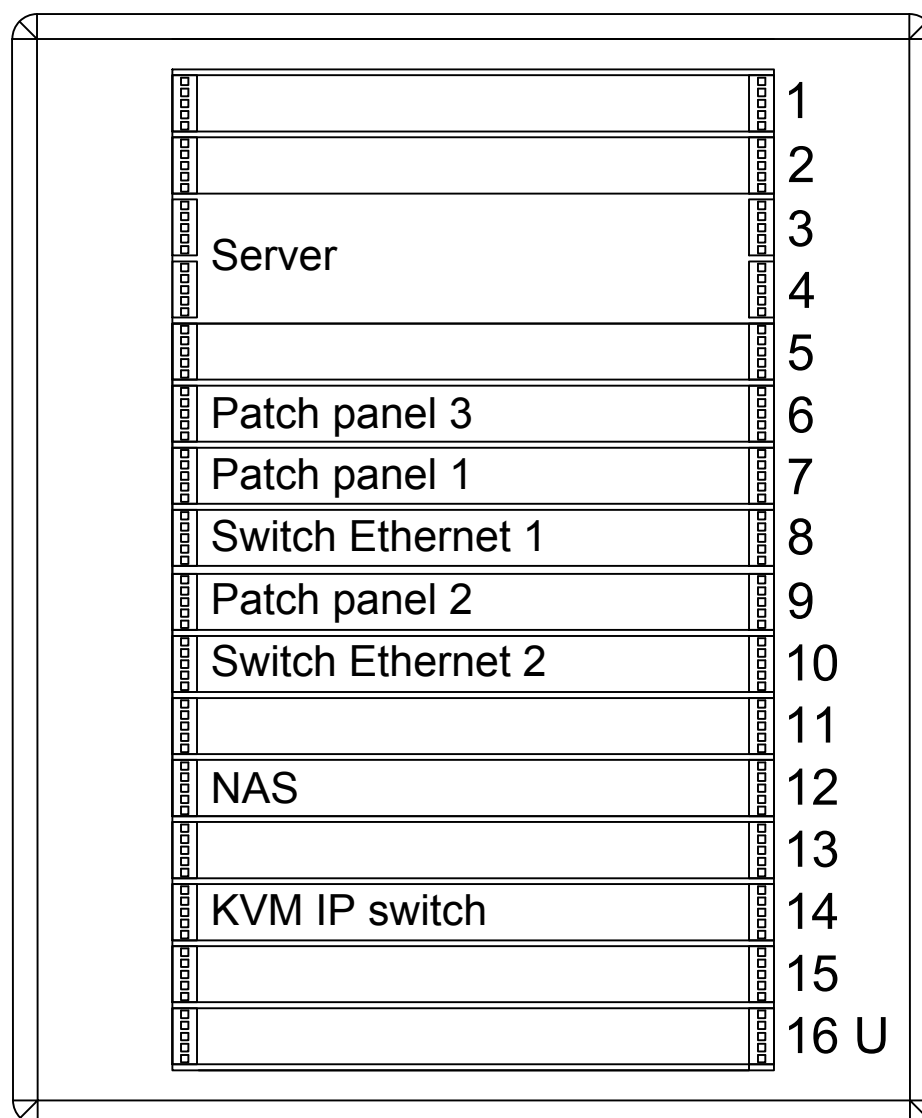 1
2
3
Server
4
5
Patch panel 3 6
Patch panel 1 7
Switch Ethernet 1 8
Patch panel 2 9
Switch Ethernet 2 10
11
NAS 12
13
KVM IP switch 14
15
16 U